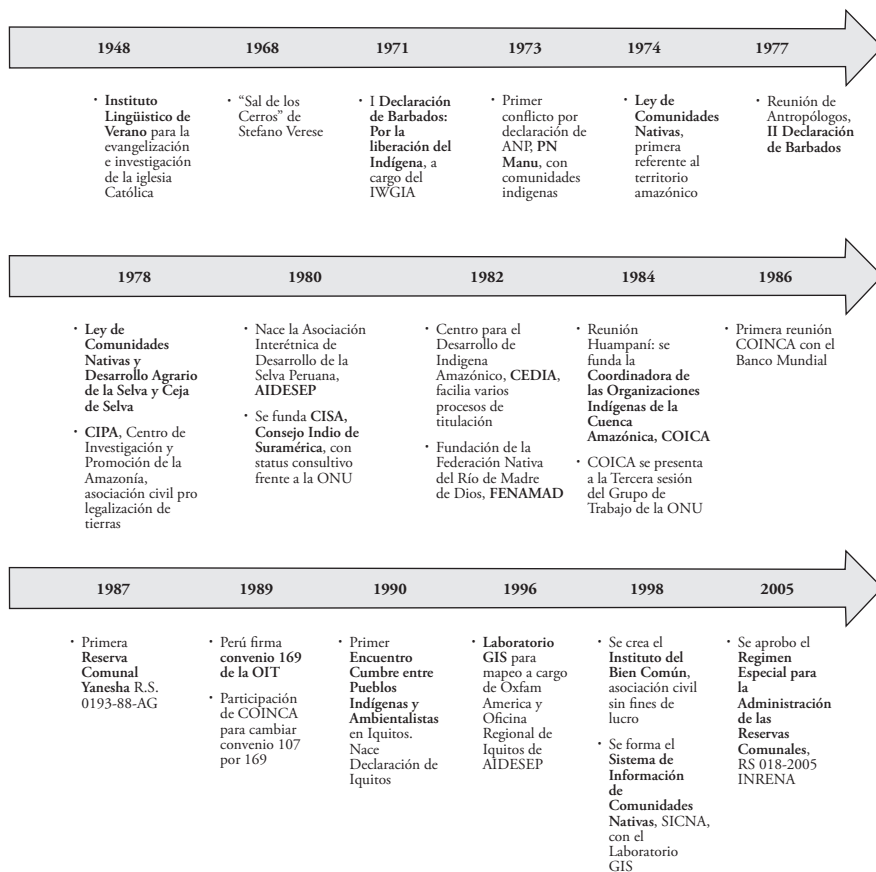 1948
1968
1971
1973
1974
1977
· Instituto
Lingüistico de
Verano para la
evangelización
e investigación
de la iglesia
Católica
· “Sal de los
Cerros” de
Stefano Verese
· I Declaración
de Barbados:
Por la
liberación del
Indígena, a
cargo del
IWGIA
· Primer
conflicto por
declaración de
ANP, PN
Manu, con
comunidades
indigenas
· Ley de
Comunidades
Nativas,
primera
referente al
territorio
amazónico
· Reunión de
Antropólogos,
II Declaración
de Barbados
1978
1980
1982
1984
1986
· Ley de
Comunidades
Nativas y
Desarrollo Agrario
de la Selva y Ceja
de Selva
· CIPA, Centro de
Investigación y
Promoción de la
Amazonía,
asociación civil pro
legalización de
tierras
· Nace la Asociación
Interétnica de
Desarrollo de la
Selva Peruana,
AIDESEP
· Se funda CISA,
Consejo Indio de
Suramérica, con
status consultivo
frente a la ONU
· Centro para el
Desarrollo de
Indigena
Amazónico, CEDIA,
facilia varios
procesos de
titulación
· Fundación de la
Federación Nativa
del Río de Madre
de Dios, FENAMAD
· Reunión
Huampaní: se
funda la
Coordinadora de
las Organizaciones
Indígenas de la
Cuenca
Amazónica, COICA
· COICA se presenta
a la Tercera sesión
del Grupo de
Trabajo de la ONU
· Primera reunión
COINCA con el
Banco Mundial
1987
1989
1990
1996
1998
2005
· Primera
Reserva
Comunal
Yanesha R.S.
0193-88-AG
· Perú firma
convenio 169
de la OIT
· Participación
de COINCA
para cambiar
convenio 107
por 169
· Primer
Encuentro
Cumbre entre
Pueblos
Indígenas y
Ambientalistas
en Iquitos.
Nace
Declaración de
Iquitos
· Laboratorio
GIS para
mapeo a cargo
de Oxfam
America y
Oficina
Regional de
Iquitos de
AIDESEP
· Se crea el
Instituto del
Bien Común,
asociación civil
sin fines de
lucro
· Se forma el
Sistema de
Información
de
Comunidades
Nativas, SICNA,
con el
Laboratorio
GIS
· Se aprobo el
Regimen
Especial para
la
Administración
de las
Reservas
Comunales,
RS 018-2005
INRENA